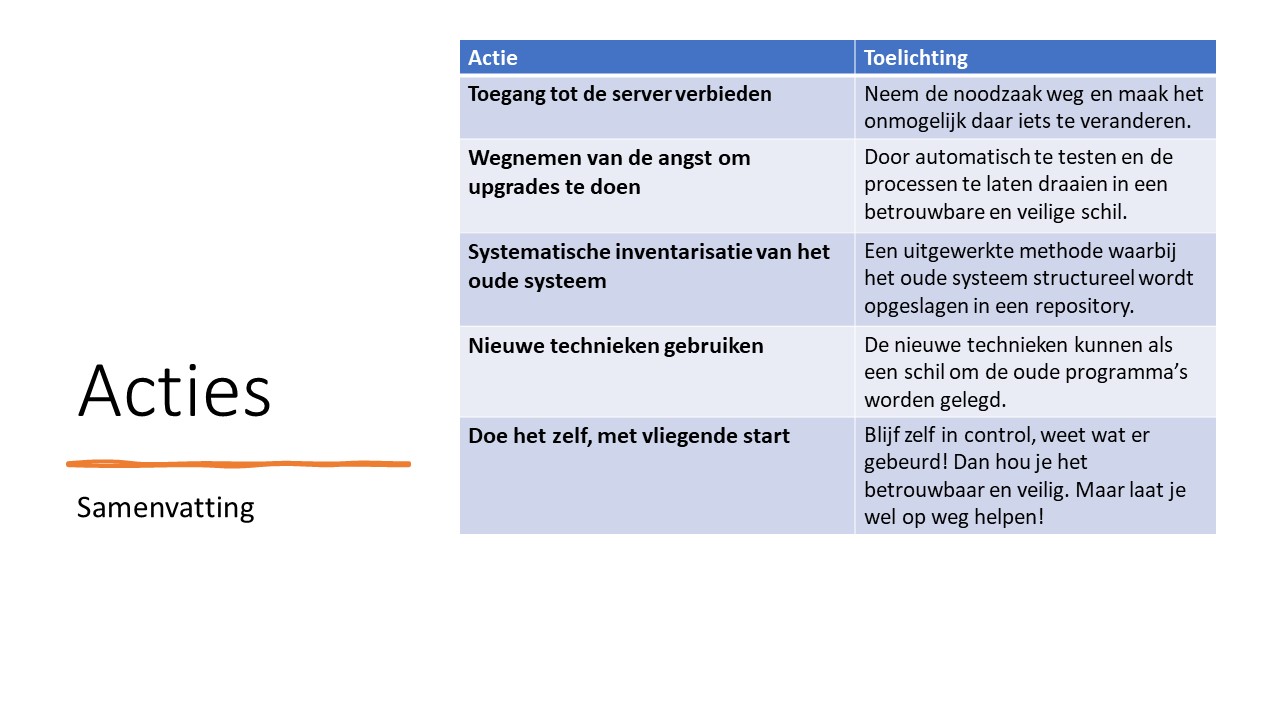 Acties
Samenvatting
Actie
Toelichting
Toegang tot de server verbieden
Neem de noodzaak weg en maak het
onmogelijk daar iets te veranderen.
Wegnemen van de angst om
upgrades te doen
Door automatisch te testen en de
processen te laten draaien in een
betrouwbare en veilige schil.
Systematische inventarisatie van het
oude systeem
Een uitgewerkte methode waarbij
het oude systeem structureel wordt
opgeslagen in een repository.
Nieuwe technieken gebruiken
De nieuwe technieken kunnen als
een schil om de oude programma’s
worden gelegd.
Doe het zelf, met vliegende start
Blijf zelf in control, weet wat er
gebeurd! Dan hou je het
betrouwbaar en veilig. Maar laat je
wel op weg helpen!